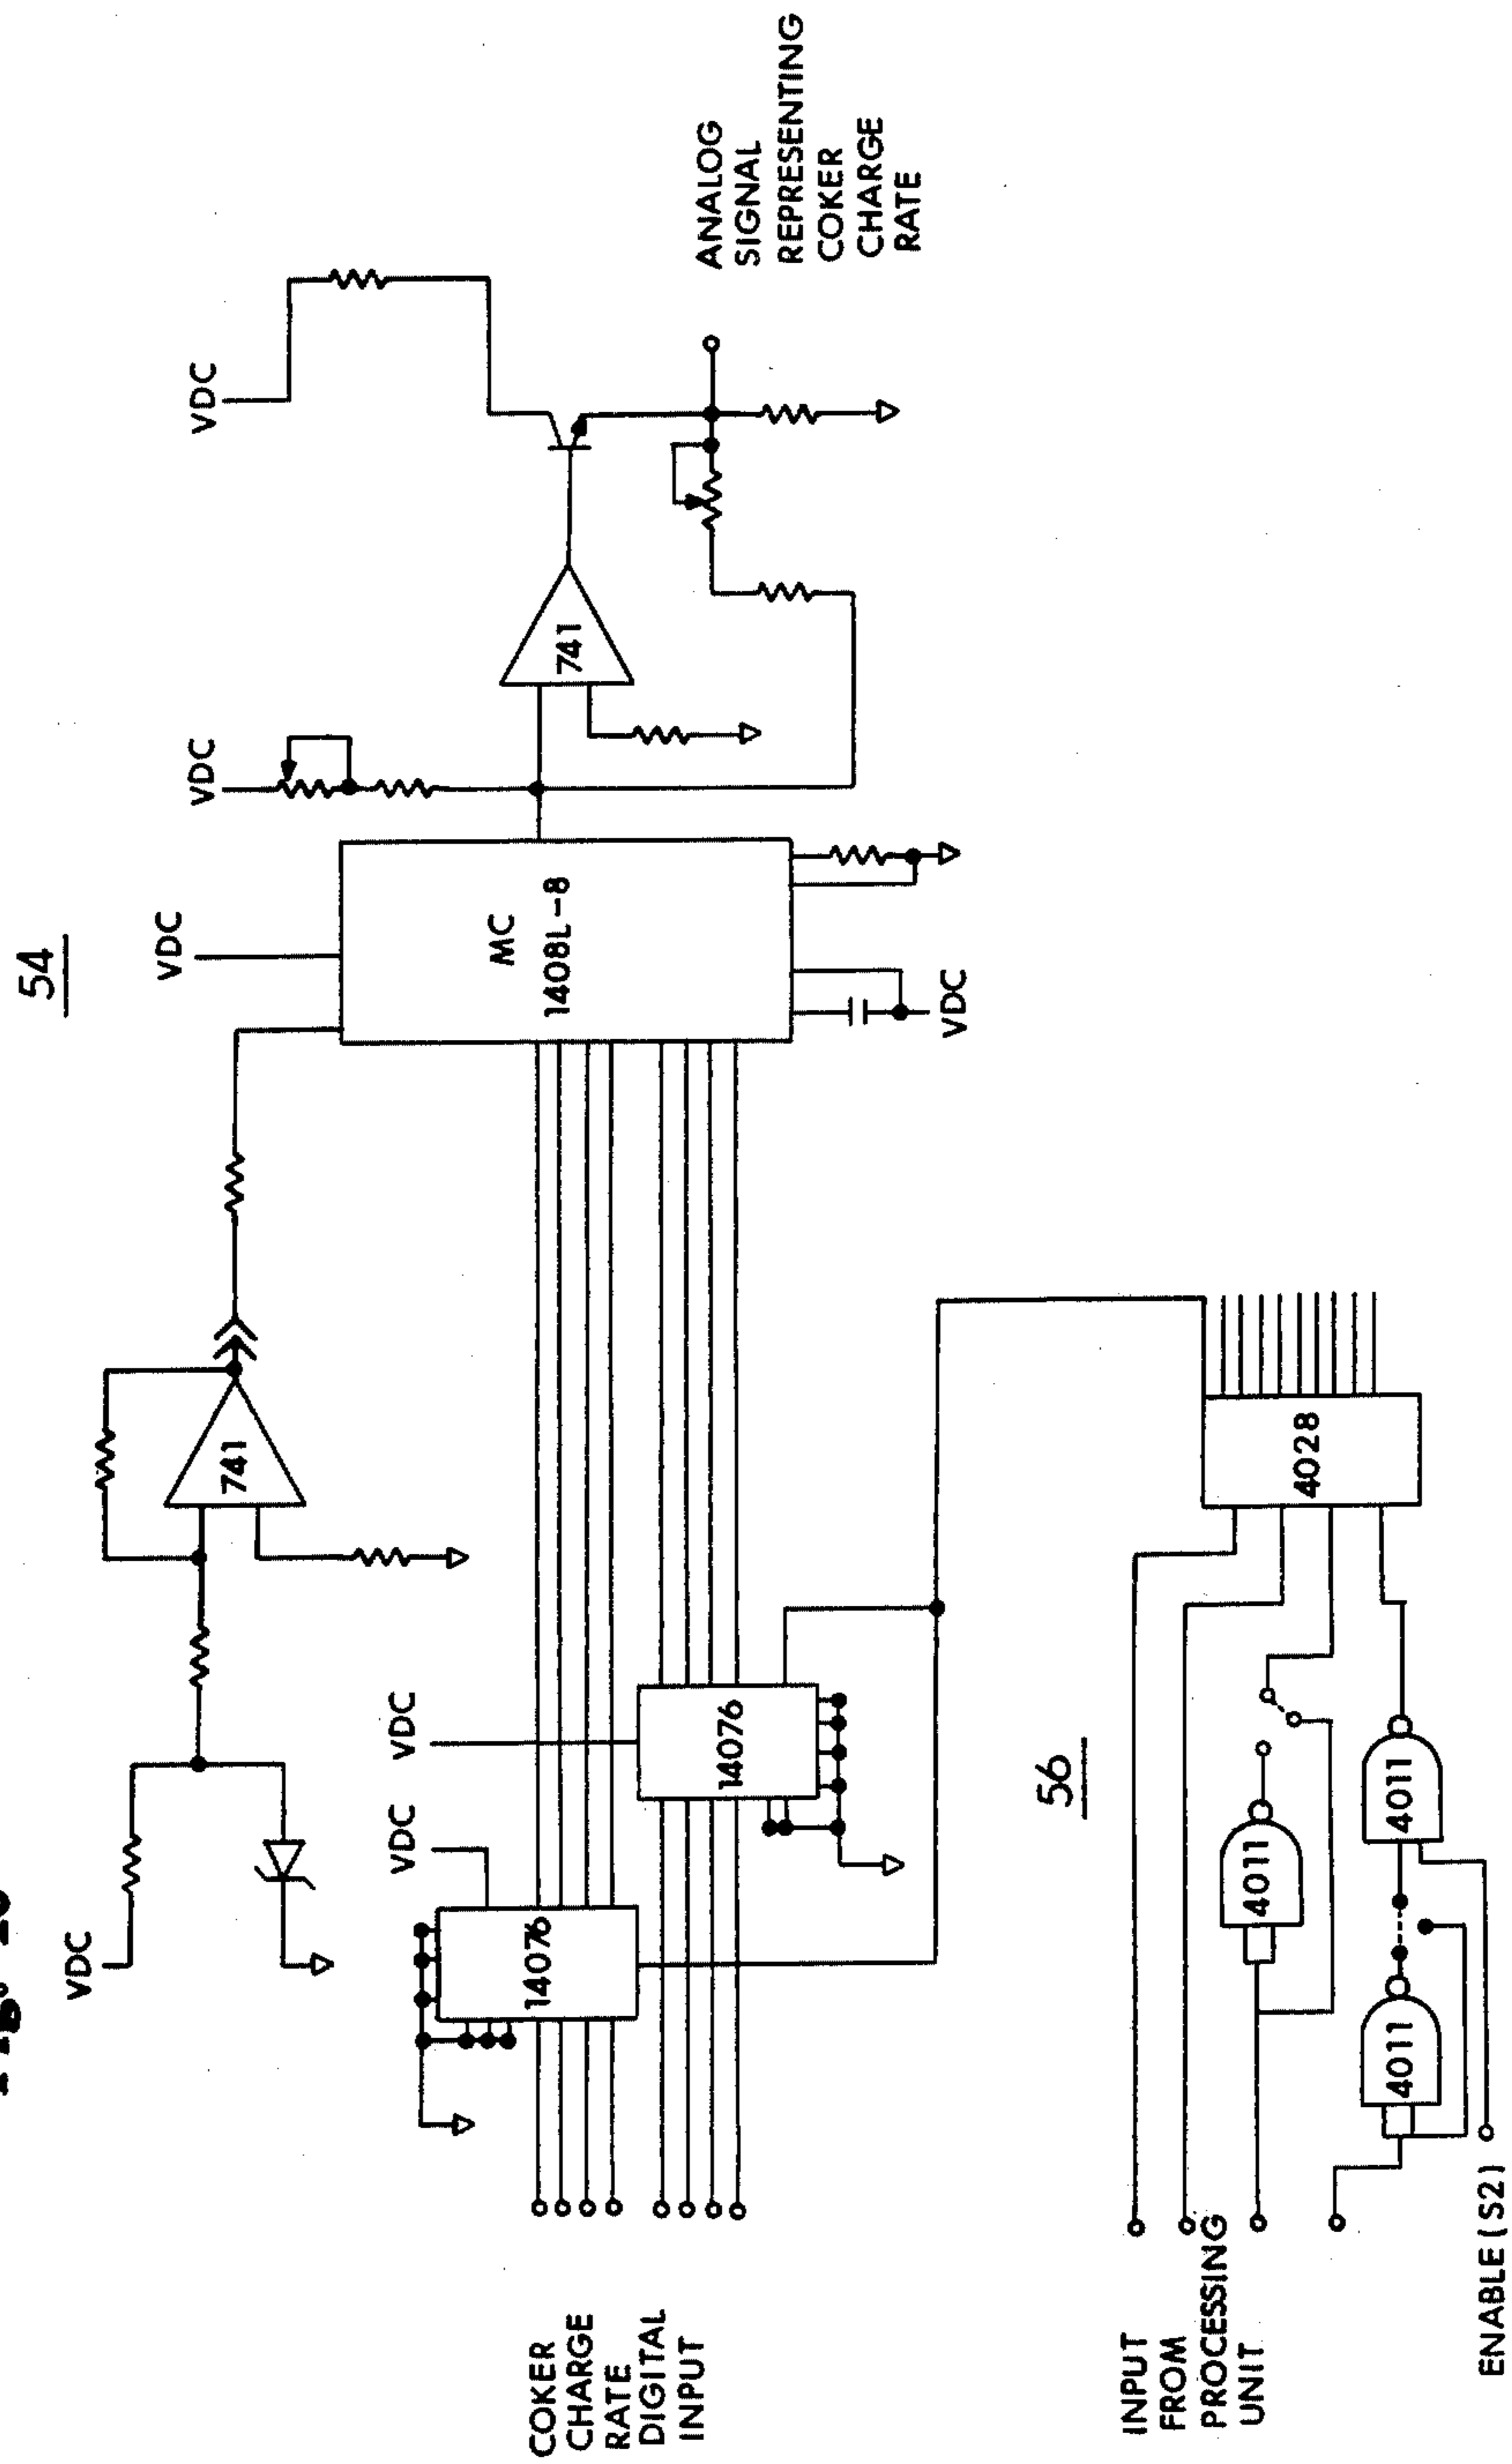 54
VDC
741
VDC
MC
1408L-8
VDC
VDC
741
VDC
ANALOG
SIGNAL
REPRESENTING
COKER
CHARGE
RATE
VDC
14076
VDC
14076
VDC
COKER
CHARGE
RATE
DIGITAL
INPUT
56
INPUT
FROM
PROCESSING
UNIT
4011
4011
4011
4028
ENABLE (S2)